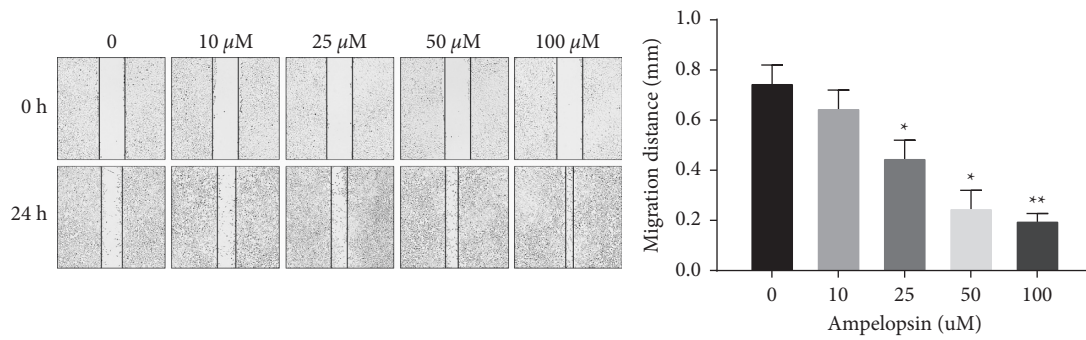 0 10 μM 25 μM 50 μM 100 μM
0 h
24 h
Migration distance (mm)
1.0
0.8
0.6
0.4
0.2
0.0
*
*
**
0 10 25 50 100
Ampelopsin (uM)